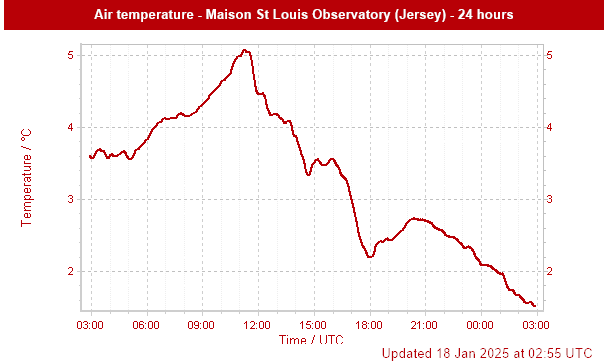 Air temperature - Maison St Louis Observatory (Jersey) - 24 hours
5 5
4 4
3 3
2 2
Temperature / °C
03:00 06:00 09:00 12:00 15:00 18:00 21:00 00:00 03:00
Time / UTC
Updated 18 Jan 2025 at 02:55 UTC